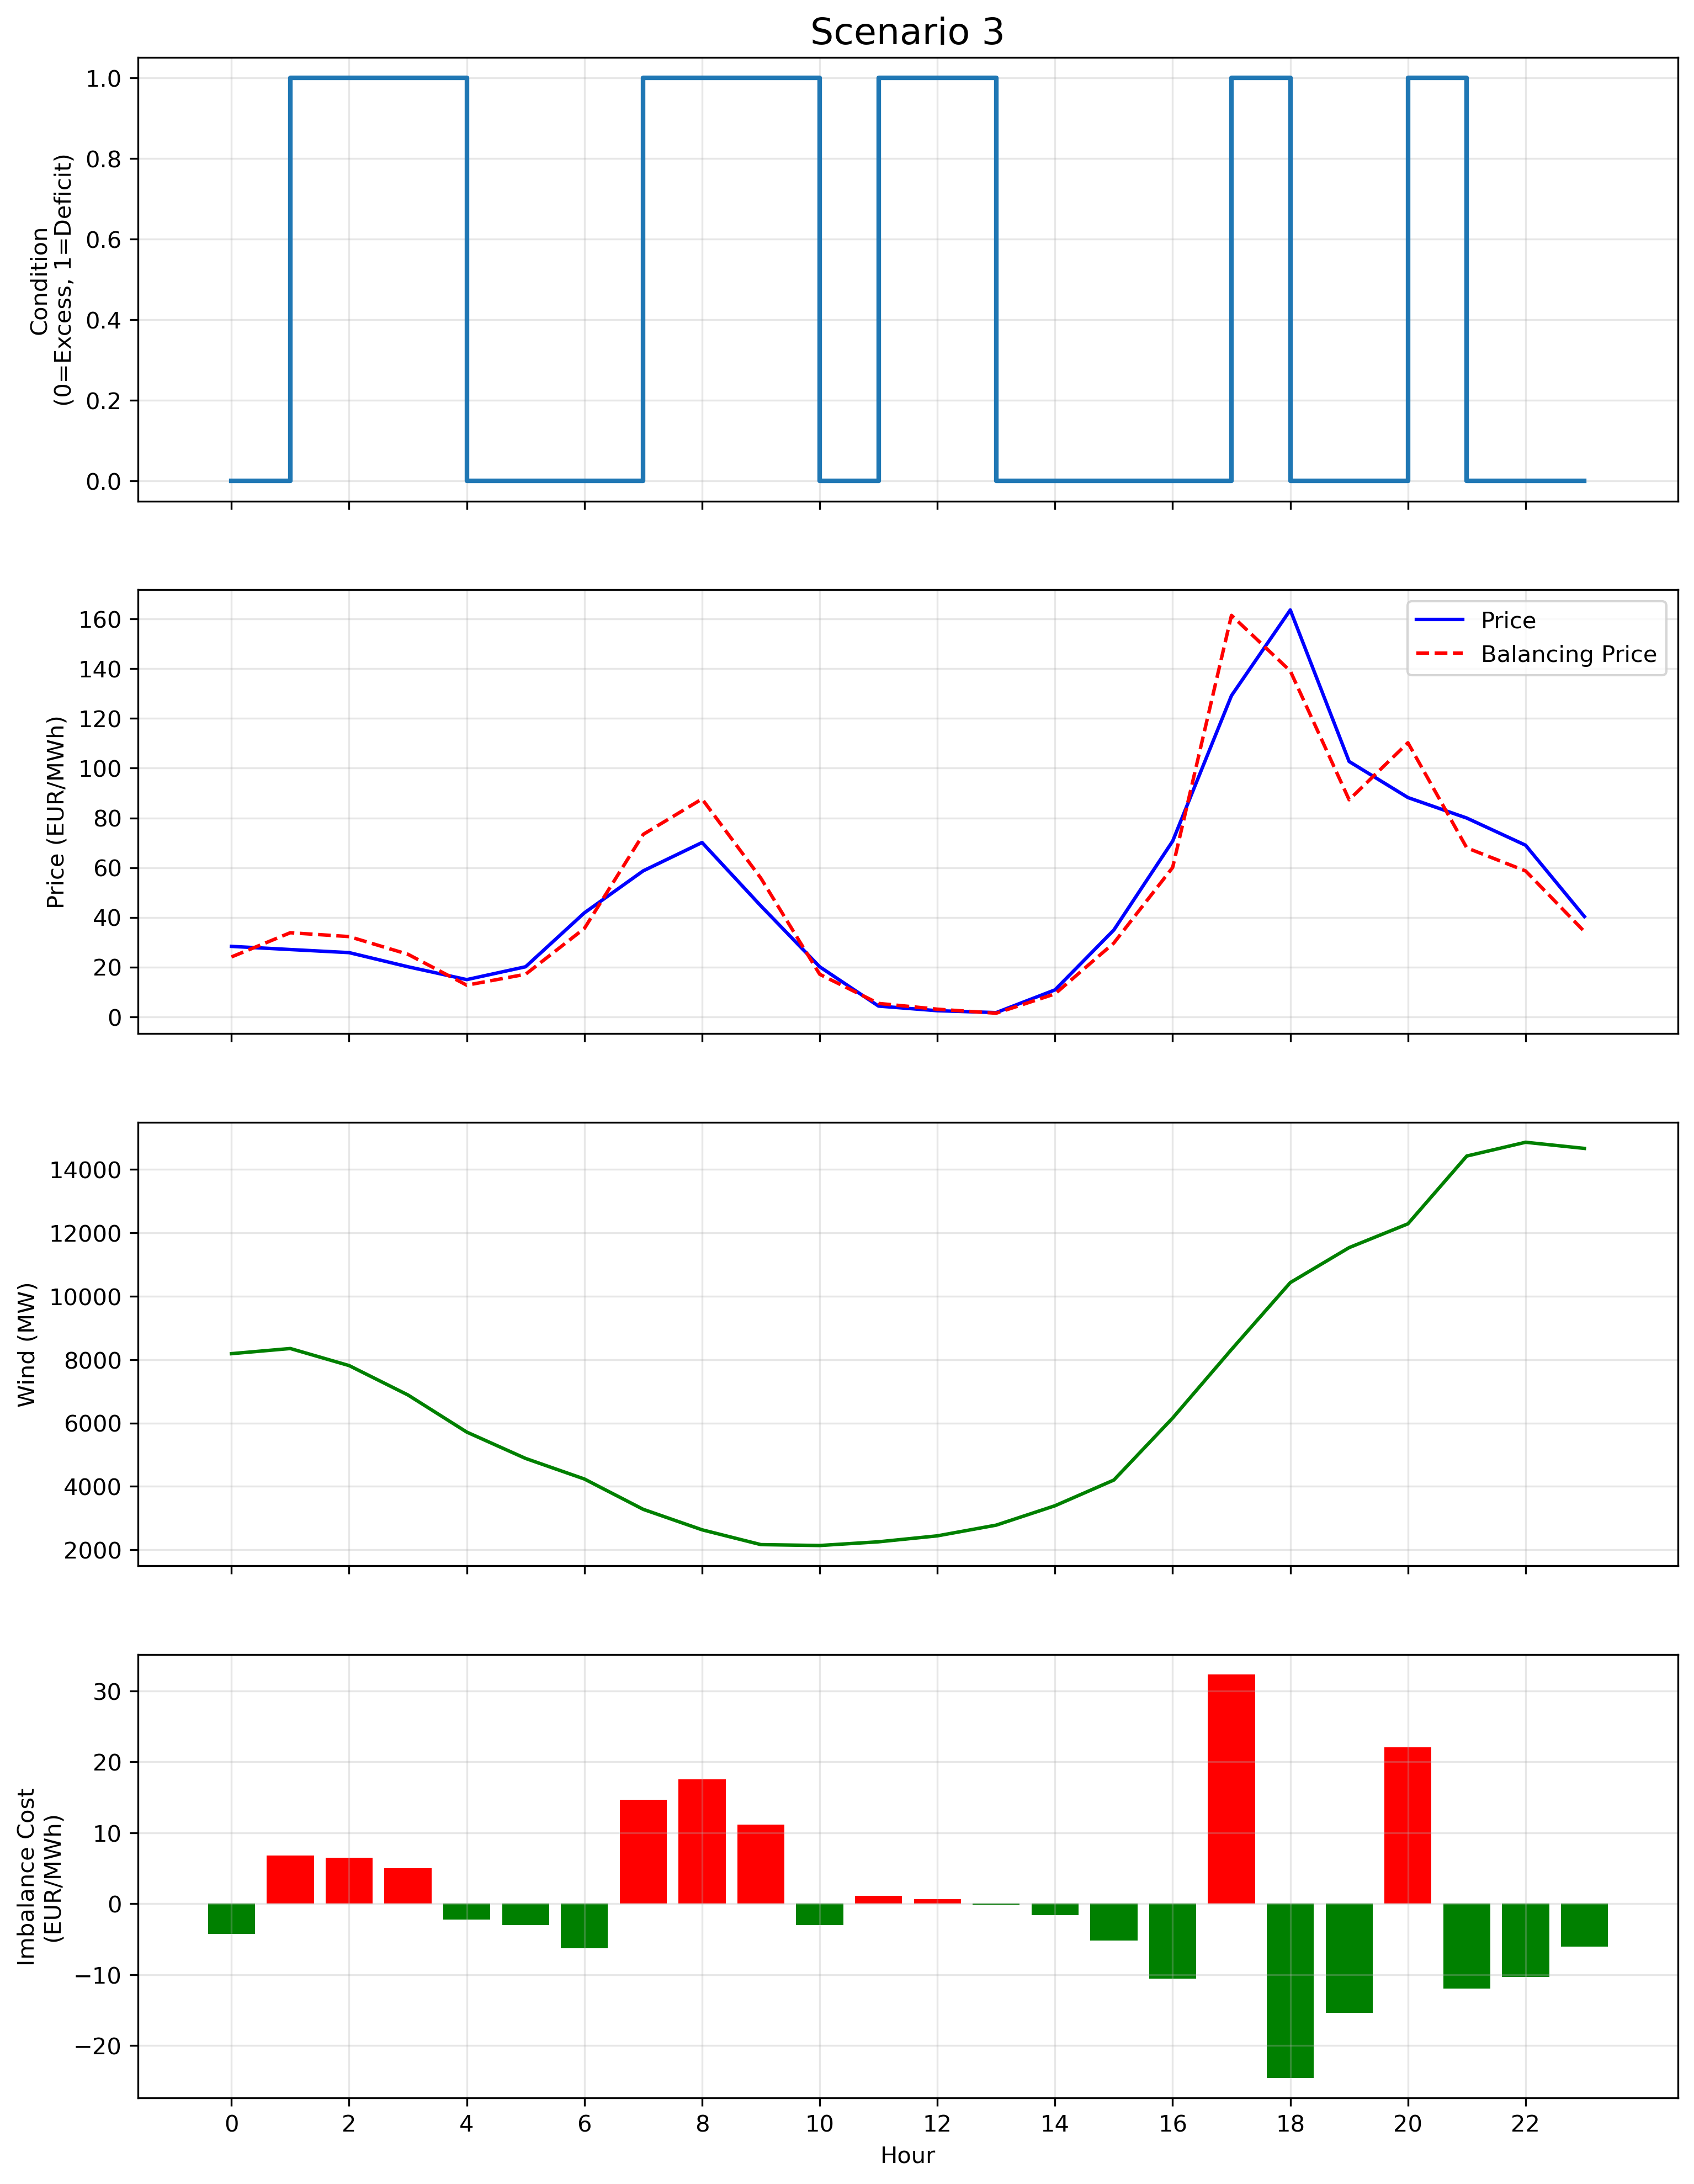 Scenario 3
Condition
(0=Excess, 1=Deficit)
1.0
0.8
0.6
0.4
0.2
0.0
Price (EUR/MWh)
160
140
120
100
80
60
40
20
0
Price
Balancing Price
Wind (MW)
14000
12000
10000
8000
6000
4000
2000
Imbalance Cost
(EUR/MWh)
30
20
10
0
−10
−20
0 2 4 6 8 10 12 14 16 18 20 22
Hour